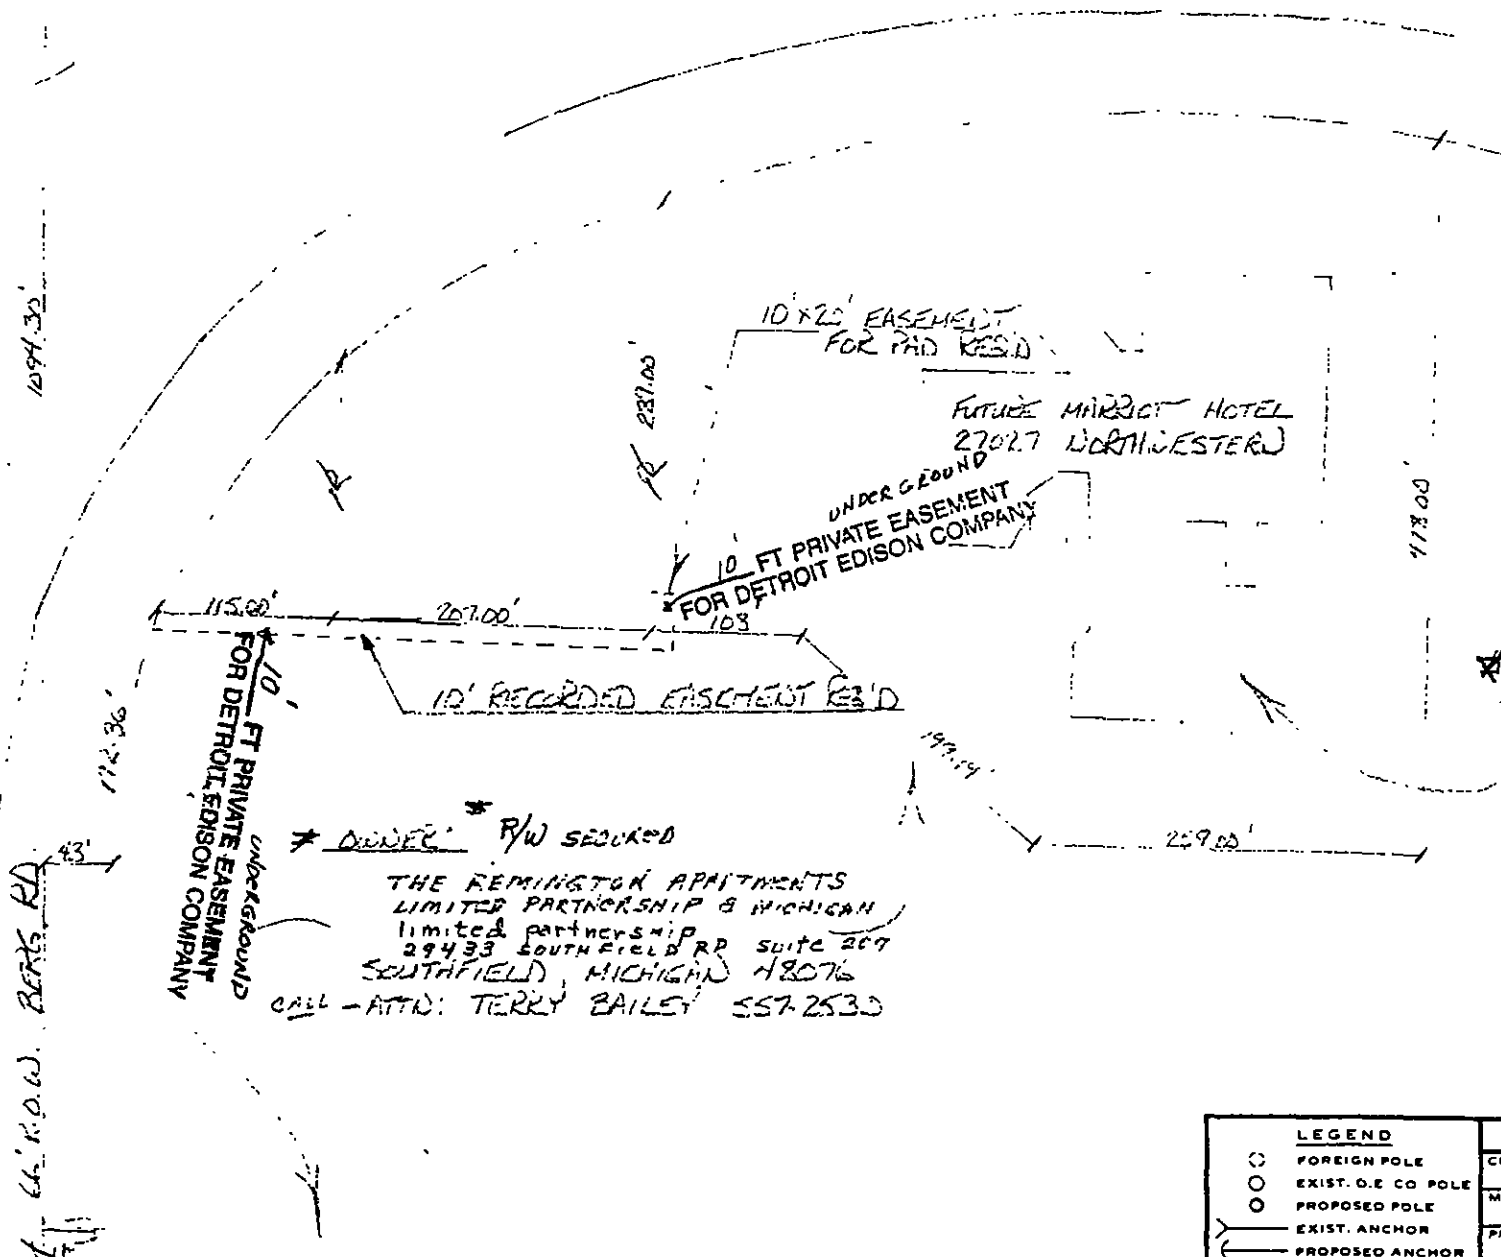 1094.30'
10'x20' EASEMENT
FOR PAD REQ'D
237.00'
FUTURE MARRIOT HOTEL
27027 NORTHWESTERN
418.00'
UNDERGROUND
10 FT PRIVATE EASEMENT
FOR DETROIT EDISON COMPANY
115.00'
207.00'
103'
10' RECORDED EASEMENT REQ'D
172.36'
10' FT PRIVATE EASEMENT
FOR DETROIT EDISON COMPANY
UNDERGROUND
43'
259.00'
* OWNER: * R/W SECURED
THE REMINGTON APARTMENTS
LIMITED PARTNERSHIP a MICHIGAN
limited partnership
29433 SOUTHFIELD RD suite 207
SOUTHFIELD, MICHIGAN 48076
CALL - ATTN: TERRY BAILEY 557-2530
66' R.O.W. BERG RD
LEGEND
FOREIGN POLE
EXIST. D.E CO POLE
PROPOSED POLE
EXIST. ANCHOR
PROPOSED ANCHOR